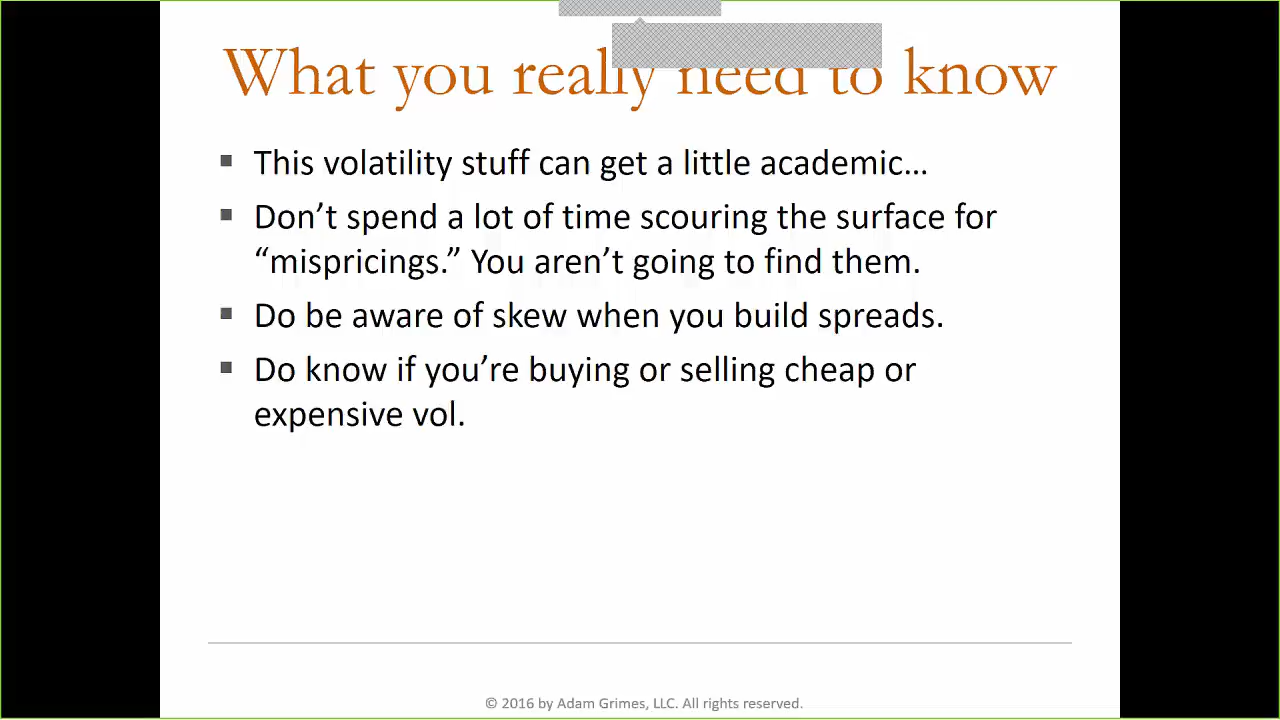 What you really need to know
▪ This volatility stuff can get a little academic…
▪ Don’t spend a lot of time scouring the surface for
“mispricings.” You aren’t going to find them.
▪ Do be aware of skew when you build spreads.
▪ Do know if you’re buying or selling cheap or
expensive vol.
© 2016 by Adam Grimes, LLC. All rights reserved.